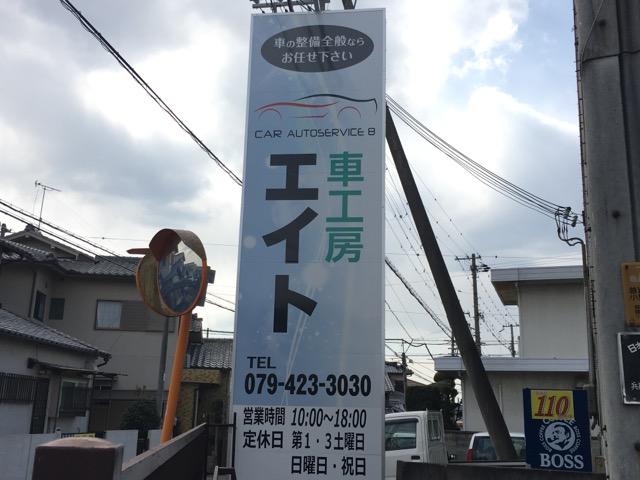 車の整備全般なら
お任せ下さい
CAR AUTOSERVICE 8
車工房
エイト
TEL
079-423-3030
営業時間 10:00~18:00
定休日 第1・3土曜日
日曜日・祝日
110
BOSS